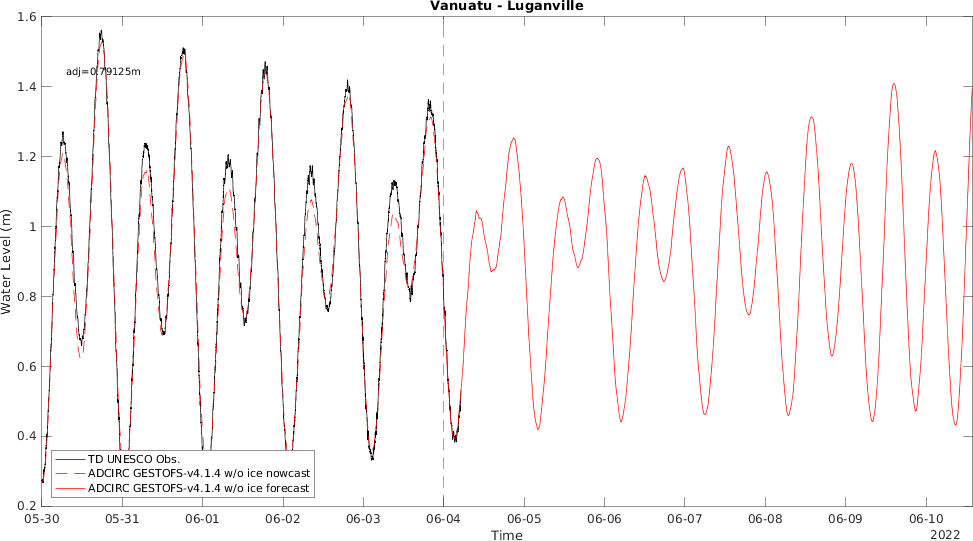 Vanuatu - Luganville
1.6
1.4
1.2
1
0.8
0.6
0.4
0.2
Water Level (m)
adj=0.79125m
TD UNESCO Obs.
ADCIRC GESTOFS-v4.1.4 w/o ice nowcast
ADCIRC GESTOFS-v4.1.4 w/o ice forecast
05-30 05-31 06-01 06-02 06-03 06-04 06-05 06-06 06-07 06-08 06-09 06-10
2022
Time